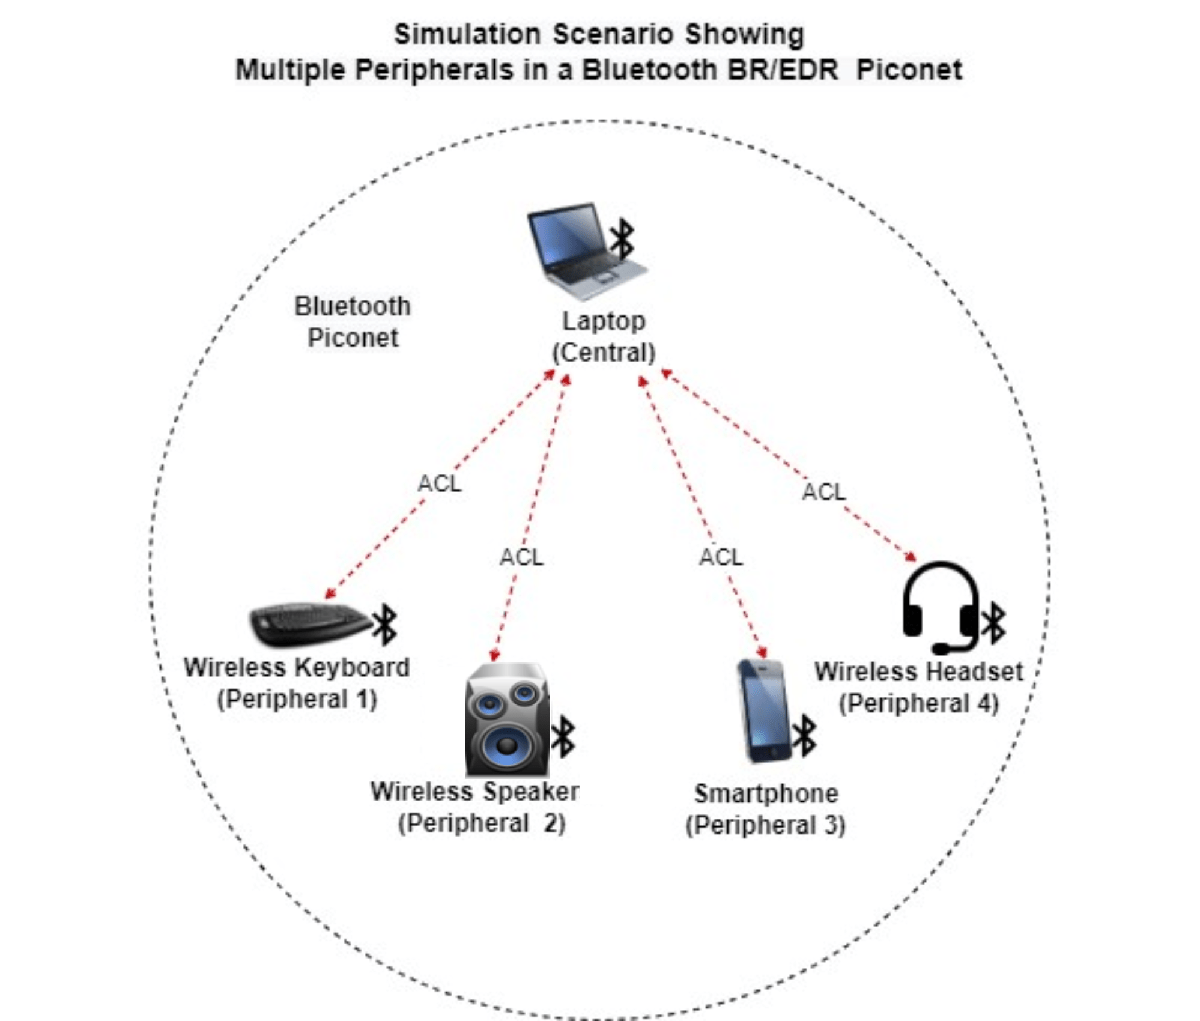 Simulation Scenario Showing
Multiple Peripherals in a Bluetooth BR/EDR Piconet
Bluetooth
Piconet
Laptop
(Central)
ACL
ACL
ACL
ACL
Wireless Keyboard
(Peripheral 1)
Wireless Speaker
(Peripheral 2)
Smartphone
(Peripheral 3)
Wireless Headset
(Peripheral 4)